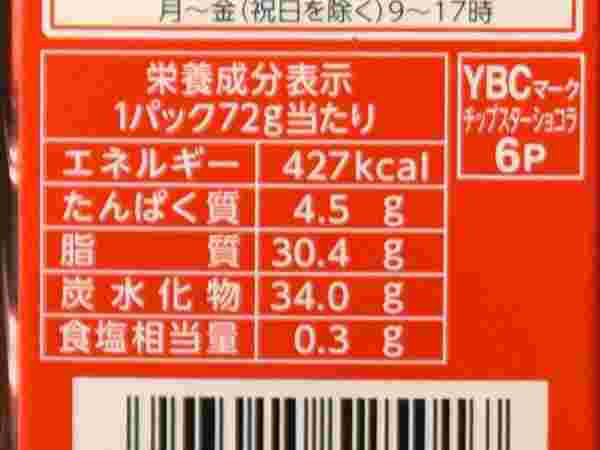 月～金(祝日を除く)9～17時
栄養成分表示
1パック72g当たり
エネルギー 427kcal
たんぱく質 4.5 g
脂質 30.4 g
炭水化物 34.0 g
食塩相当量 0.3 g
YBCマーク
チップスターショコラ
6P